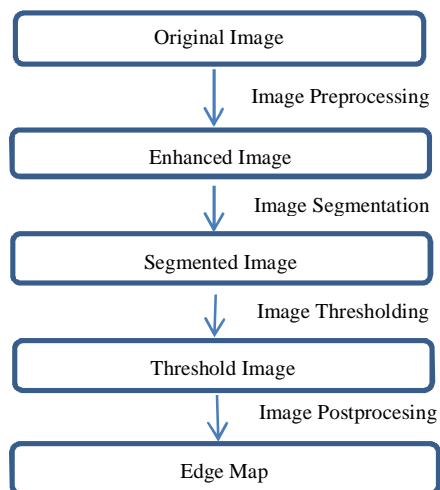 Original Image
Image Preprocessing
Enhanced Image
Image Segmentation
Segmented Image
Image Thresholding
Threshold Image
Image Postprocesing
Edge Map